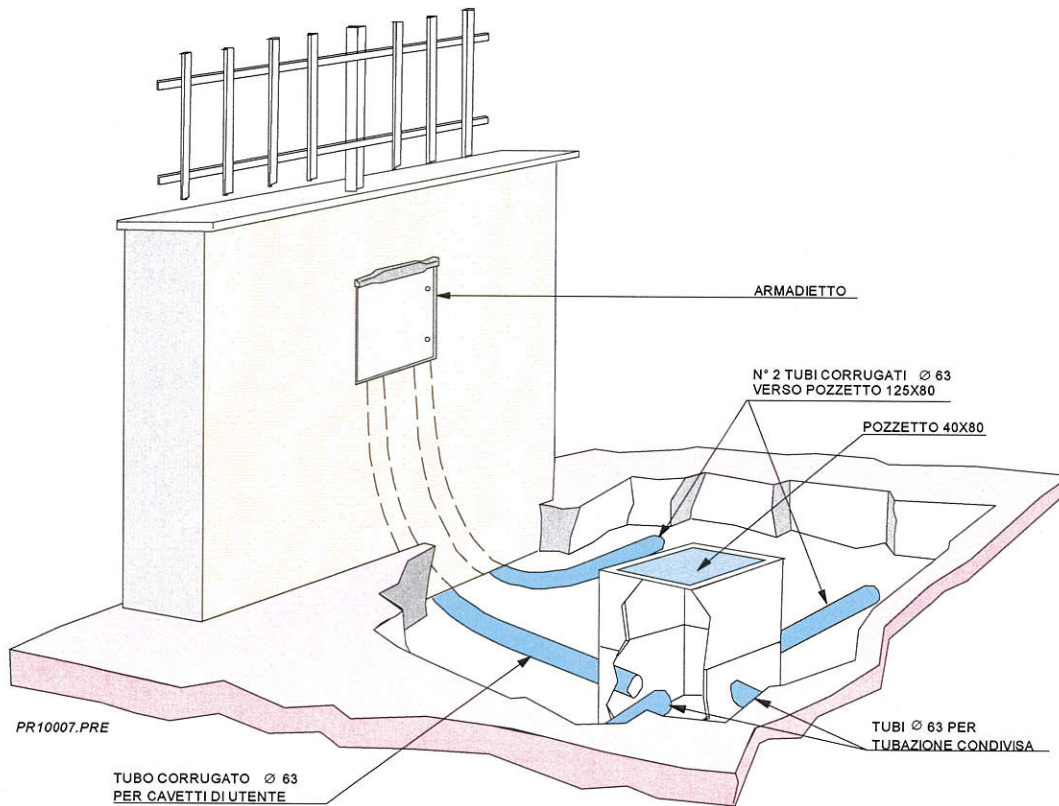 ARMADIETTO
N° 2 TUBI CORRUGATI Ø 63
VERSO POZZETTO 125X80
POZZETTO 40X80
PR10007.PRE
TUBI Ø 63 PER
TUBAZIONE CONDIVISA
TUBO CORRUGATO Ø 63
PER CAVETTI DI UTENTE